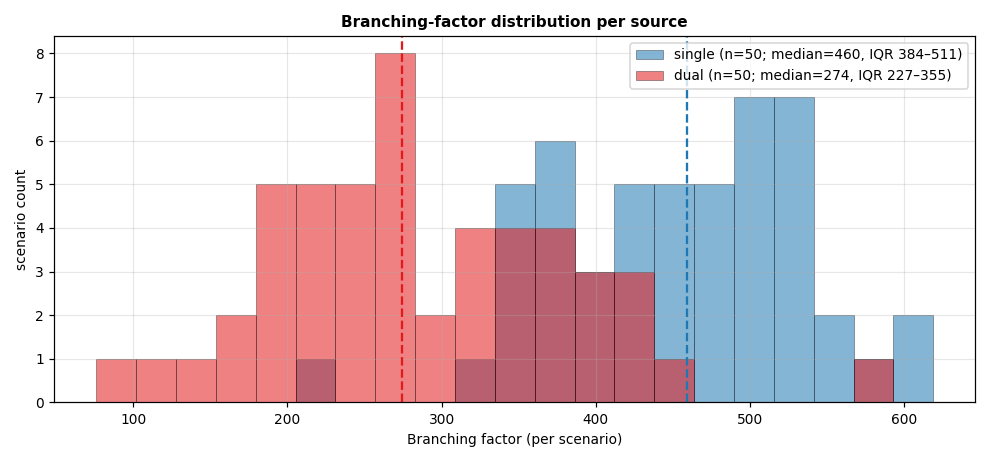 Branching-factor distribution per source
single (n=50; median=460, IQR 384–511)
dual (n=50; median=274, IQR 227–355)
8
7
6
5
4
3
2
1
0
scenario count
100 200 300 400 500 600
Branching factor (per scenario)